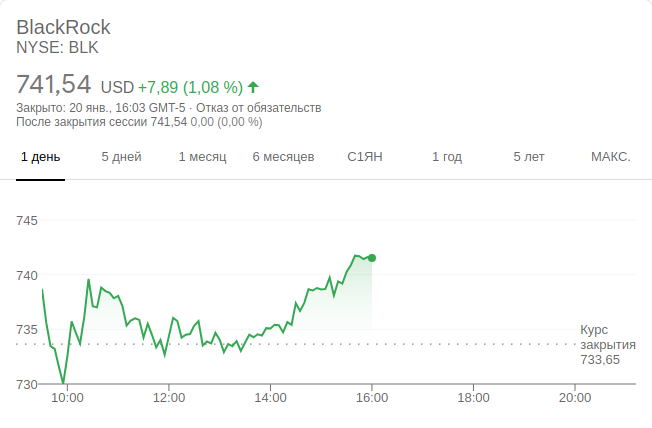 BlackRock
NYSE: BLK
741,54 USD +7,89 (1,08 %)
Закрыто: 20 янв., 16:03 GMT-5 · Отказ от обязательств
После закрытия сессии 741,54 0,00 (0,00 %)
1 день 5 дней 1 месяц 6 месяцев С1ЯН 1 год 5 лет МАКС.
745
740
735
730
Курс
закрытия
733,65
10:00 12:00 14:00 16:00 18:00 20:00